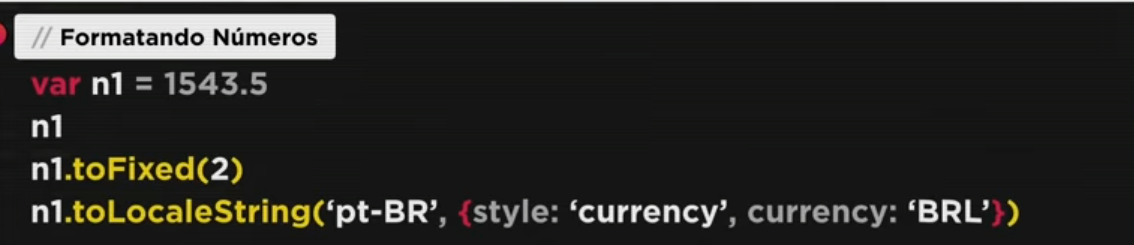 // Formatando Números
var n1 = 1543.5
n1
n1.toFixed(2)
n1.toLocaleString(‘pt-BR’, {style: ‘currency’, currency: ‘BRL’})